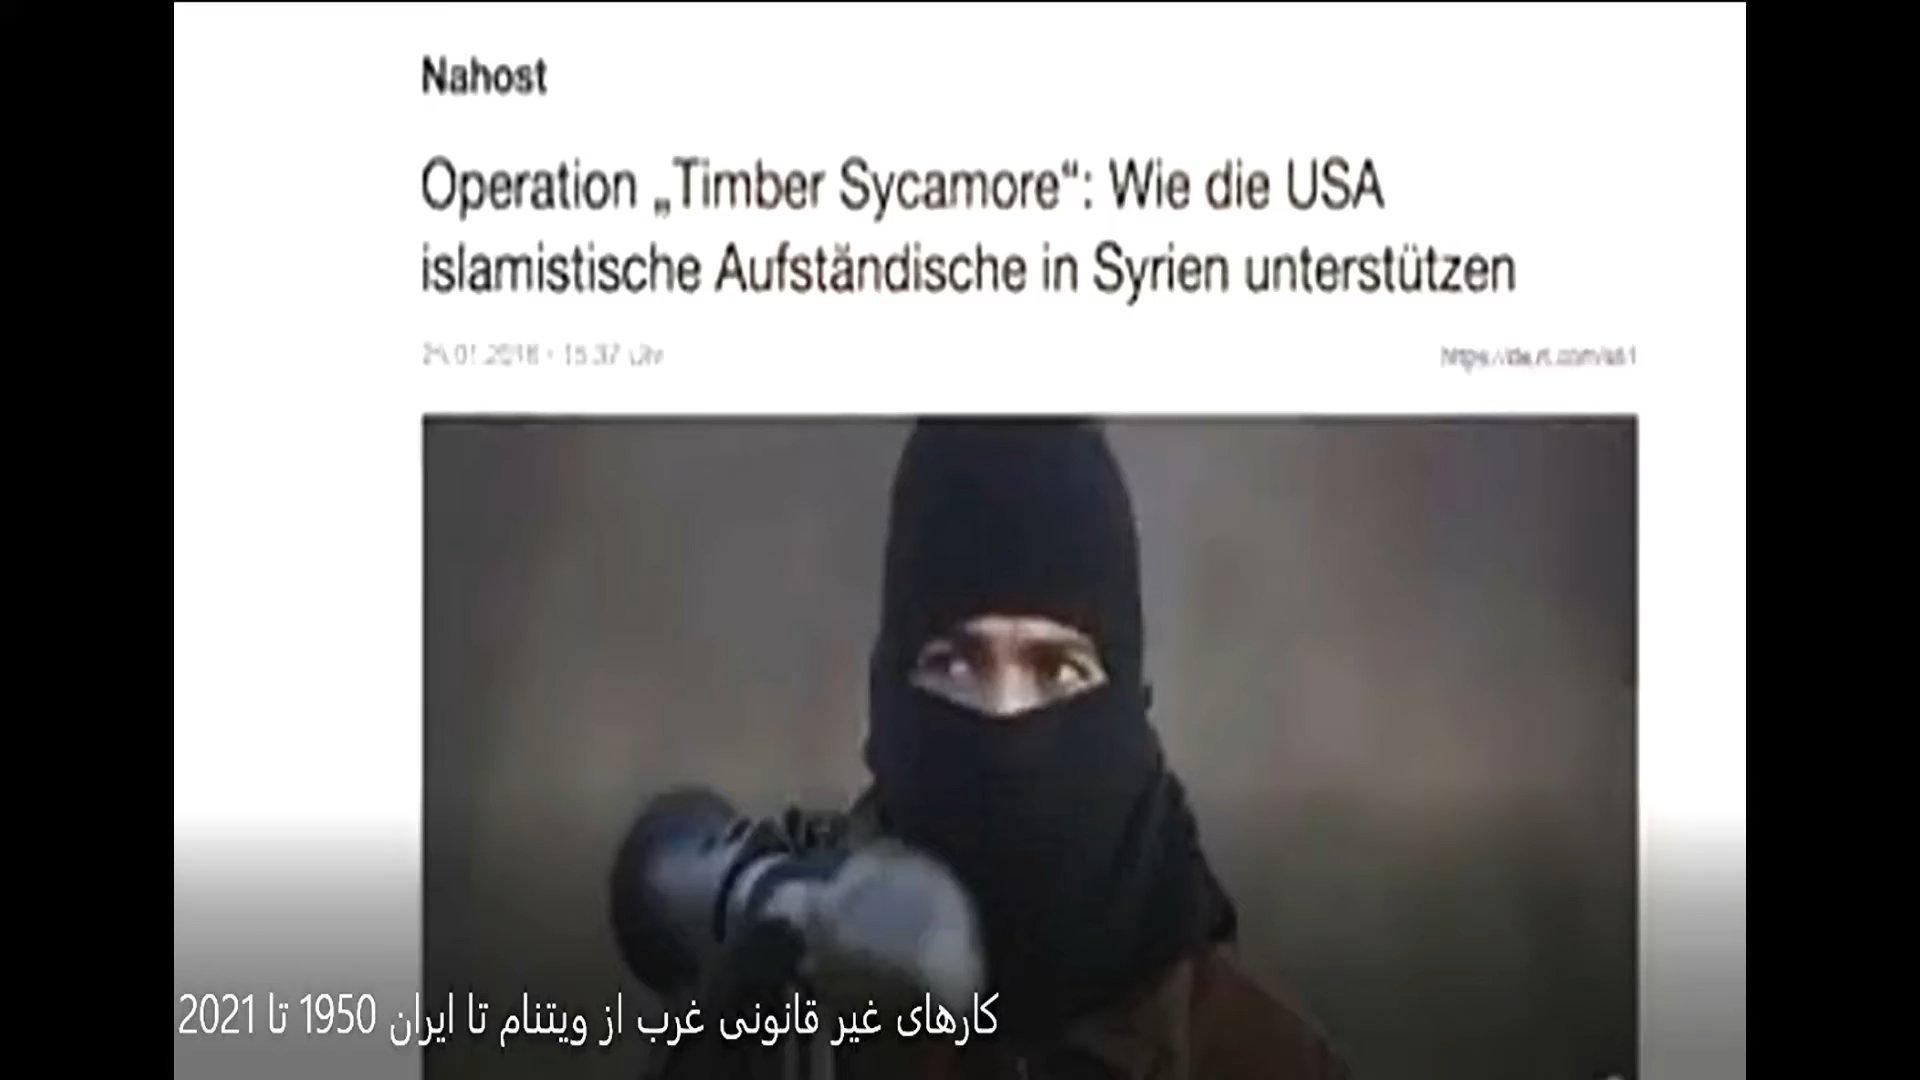 Nahost
Operation „Timber Sycamore“: Wie die USA
islamistische Aufständische in Syrien unterstützen
کارهای غیر قانونی غرب از ویتنام تا ایران 1950 تا 2021